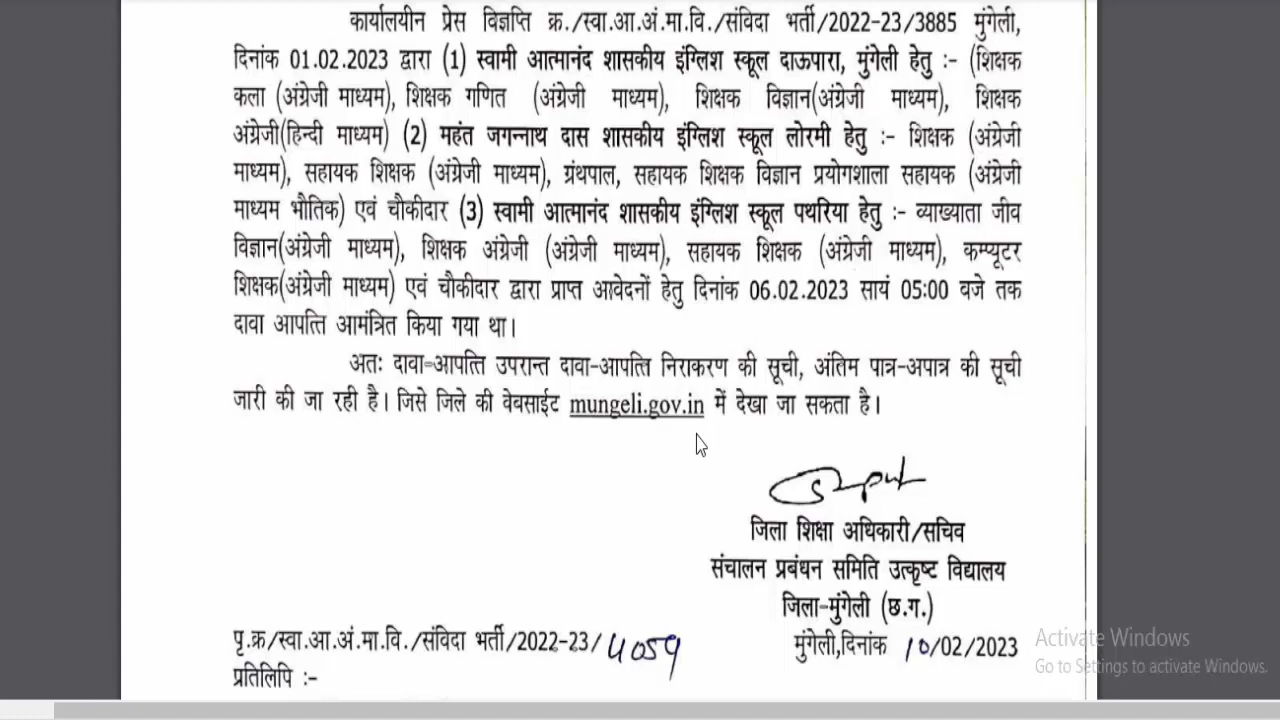 कार्यालयीन प्रेस विज्ञप्ति क्र./स्वा.आ.अं.मा.वि./संविदा भर्ती/2022-23/3885 मुंगेली,
दिनांक 01.02.2023 द्वारा (1) स्वामी आत्मानंद शासकीय इंग्लिश स्कूल दाऊपारा, मुंगेली हेतु :- (शिक्षक
कला (अंग्रेजी माध्यम), शिक्षक गणित (अंग्रेजी माध्यम), शिक्षक विज्ञान(अंग्रेजी माध्यम), शिक्षक
अंग्रेजी(हिन्दी माध्यम) (2) महंत जगन्नाथ दास शासकीय इंग्लिश स्कूल लोरमी हेतु :- शिक्षक (अंग्रेजी
माध्यम), सहायक शिक्षक (अंग्रेजी माध्यम), ग्रंथपाल, सहायक शिक्षक विज्ञान प्रयोगशाला सहायक (अंग्रेजी
माध्यम भौतिक) एवं चौकीदार (3) स्वामी आत्मानंद शासकीय इंग्लिश स्कूल पथरिया हेतु :- व्याख्याता जीव
विज्ञान(अंग्रेजी माध्यम), शिक्षक अंग्रेजी (अंग्रेजी माध्यम), सहायक शिक्षक (अंग्रेजी माध्यम), कम्प्यूटर
शिक्षक(अंग्रेजी माध्यम) एवं चौकीदार द्वारा प्राप्त आवेदनों हेतु दिनांक 06.02.2023 सायं 05:00 बजे तक
दावा आपत्ति आमंत्रित किया गया था।
अतः दावा-आपत्ति उपरान्त दावा-आपत्ति निराकरण की सूची, अंतिम पात्र-अपात्र की सूची
जारी की जा रही है। जिसे जिले की वेबसाईट mungeli.gov.in में देखा जा सकता है।
जिला शिक्षा अधिकारी/सचिव
संचालन प्रबंधन समिति उत्कृष्ट विद्यालय
जिला-मुंगेली (छ.ग.)
पृ.क्र/स्वा.आ.अं.मा.वि./संविदा भर्ती/2022-23/4059 मुंगेली,दिनांक 10/02/2023
प्रतिलिपि :-
Activate Windows
Go to Settings to activate Windows.